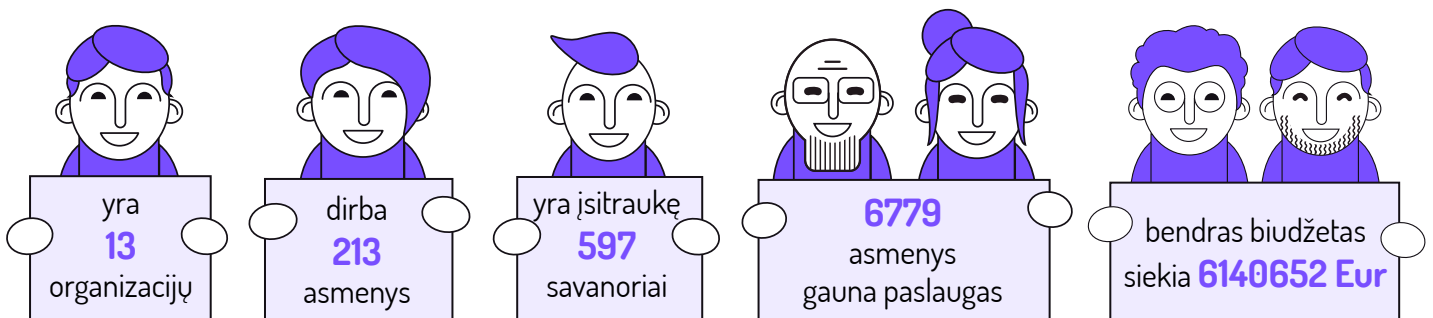 yra
13
organizacijų
dirba
213
asmenys
yra įsitraukę
597
savanoriai
6779
asmenys
gauna paslaugas
bendras biudžetas
siekia 6140652 Eur